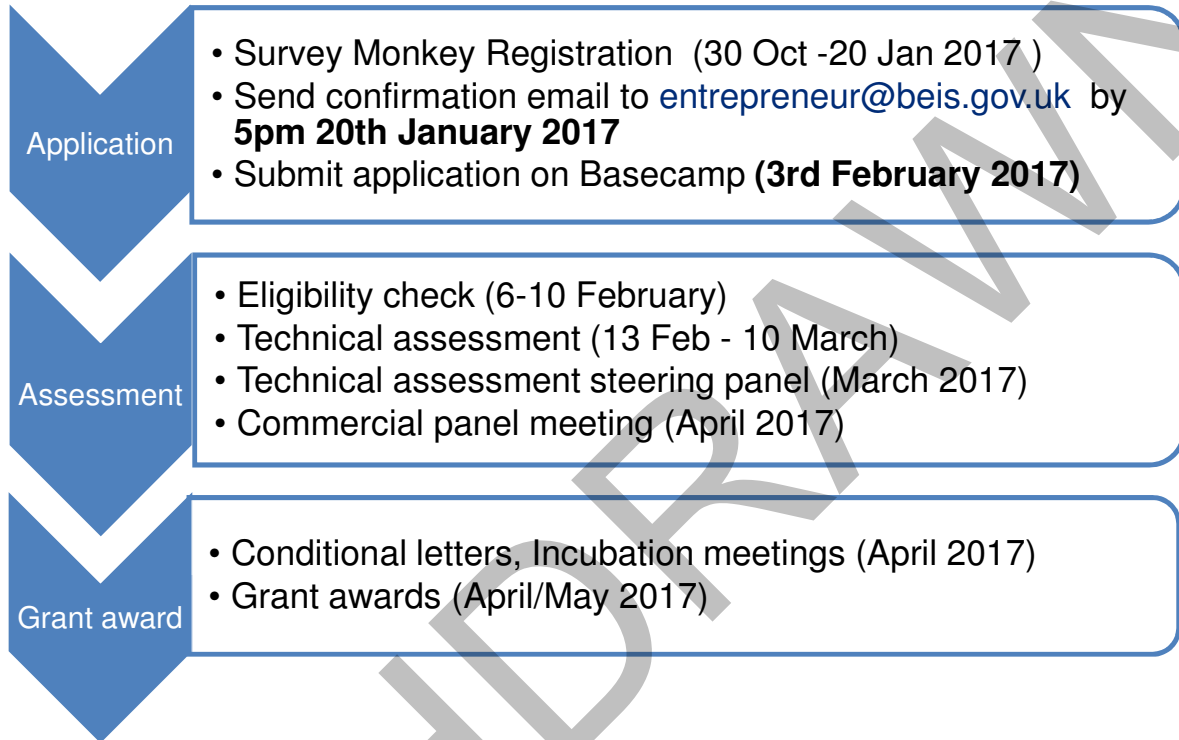 Application
• Survey Monkey Registration (30 Oct -20 Jan 2017 )
• Send confirmation email to entrepreneur@beis.gov.uk by
5pm 20th January 2017
• Submit application on Basecamp (3rd February 2017)
Assessment
• Eligibility check (6-10 February)
• Technical assessment (13 Feb - 10 March)
• Technical assessment steering panel (March 2017)
• Commercial panel meeting (April 2017)
Grant award
• Conditional letters, Incubation meetings (April 2017)
• Grant awards (April/May 2017)